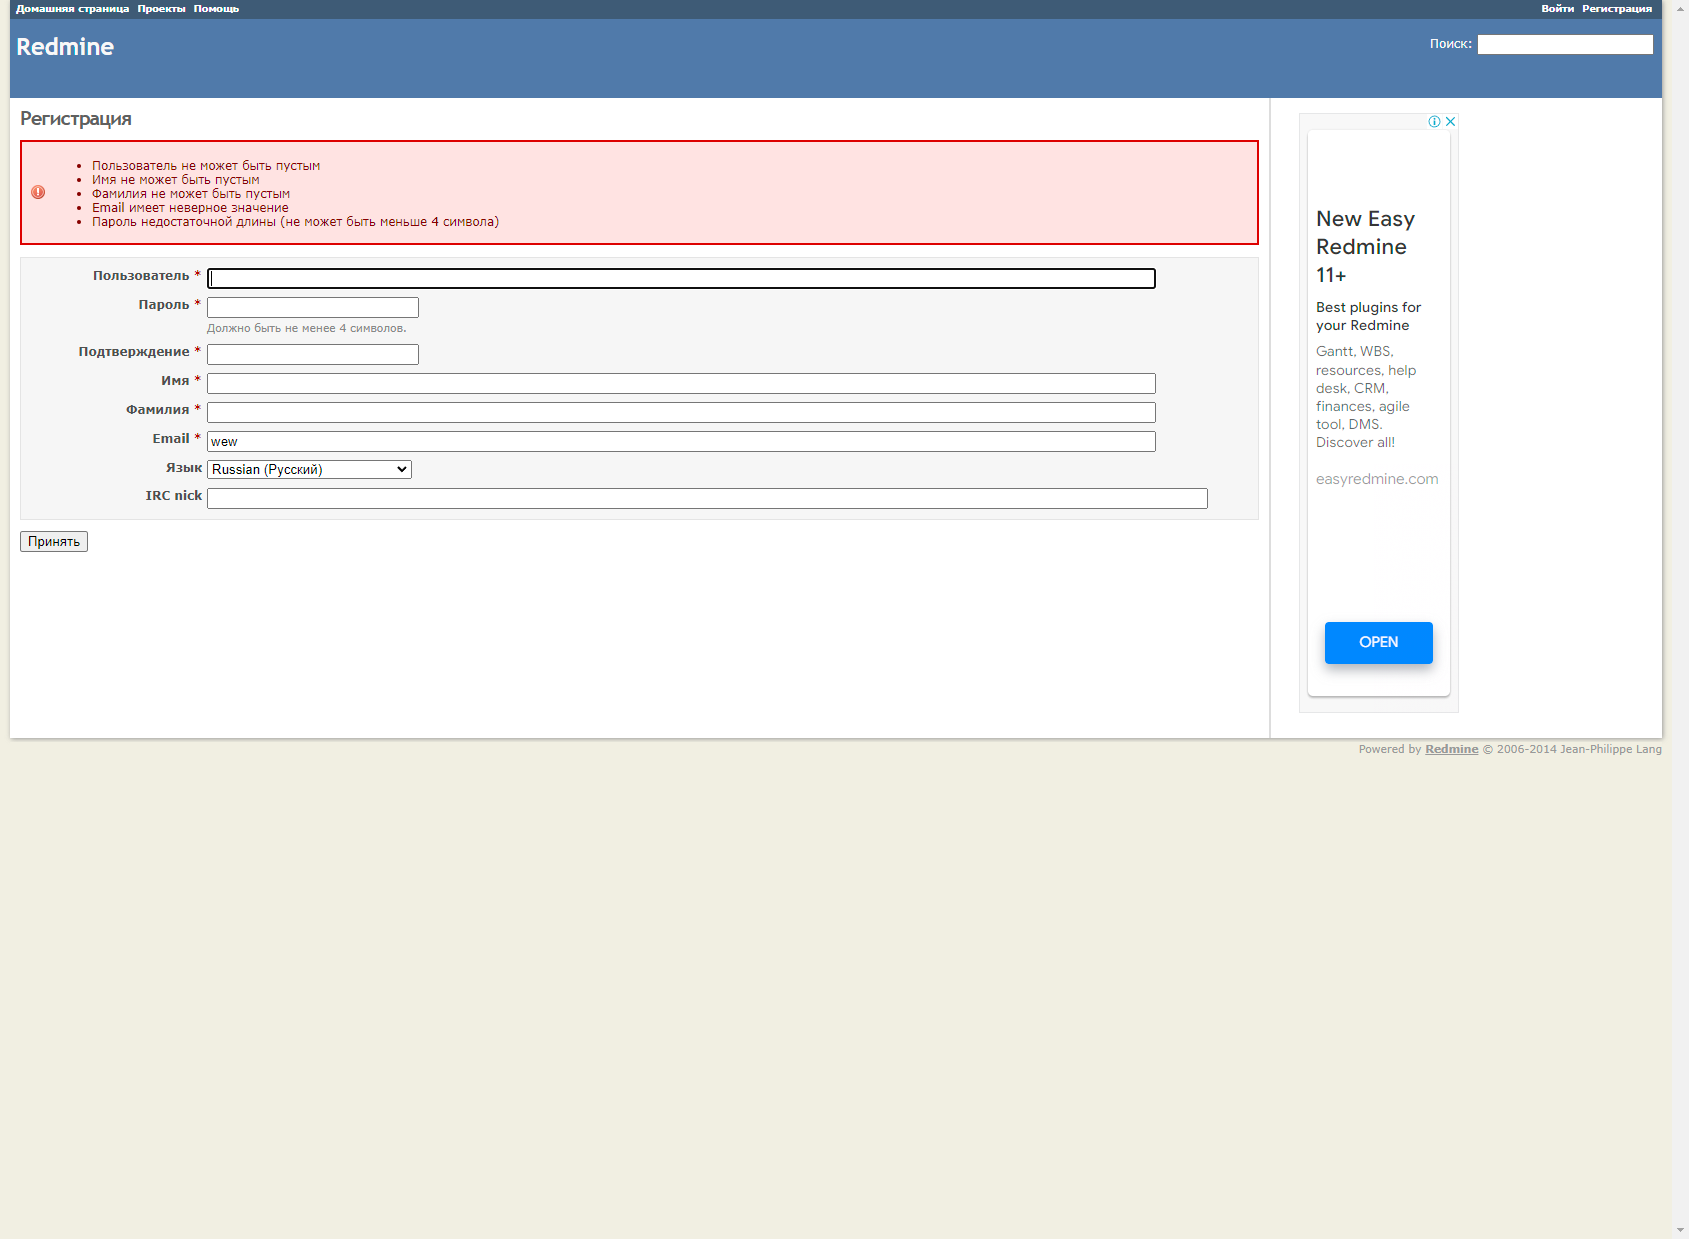 Домашняя страница Проекты Помощь Войти Регистрация
Redmine
Поиск:
Регистрация
Пользователь не может быть пустым
Имя не может быть пустым
Фамилия не может быть пустым
Email имеет неверное значение
Пароль недостаточной длины (не может быть меньше 4 символа)
Пользователь *
Пароль *
Должно быть не менее 4 символов.
Подтверждение *
Имя *
Фамилия *
Email * wew
Язык Russian (Русский)
IRC nick
Принять
New Easy
Redmine
11+
Best plugins for
your Redmine
Gantt, WBS,
resources, help
desk, CRM,
finances, agile
tool, DMS.
Discover all!
easyredmine.com
OPEN
Powered by Redmine © 2006-2014 Jean-Philippe Lang